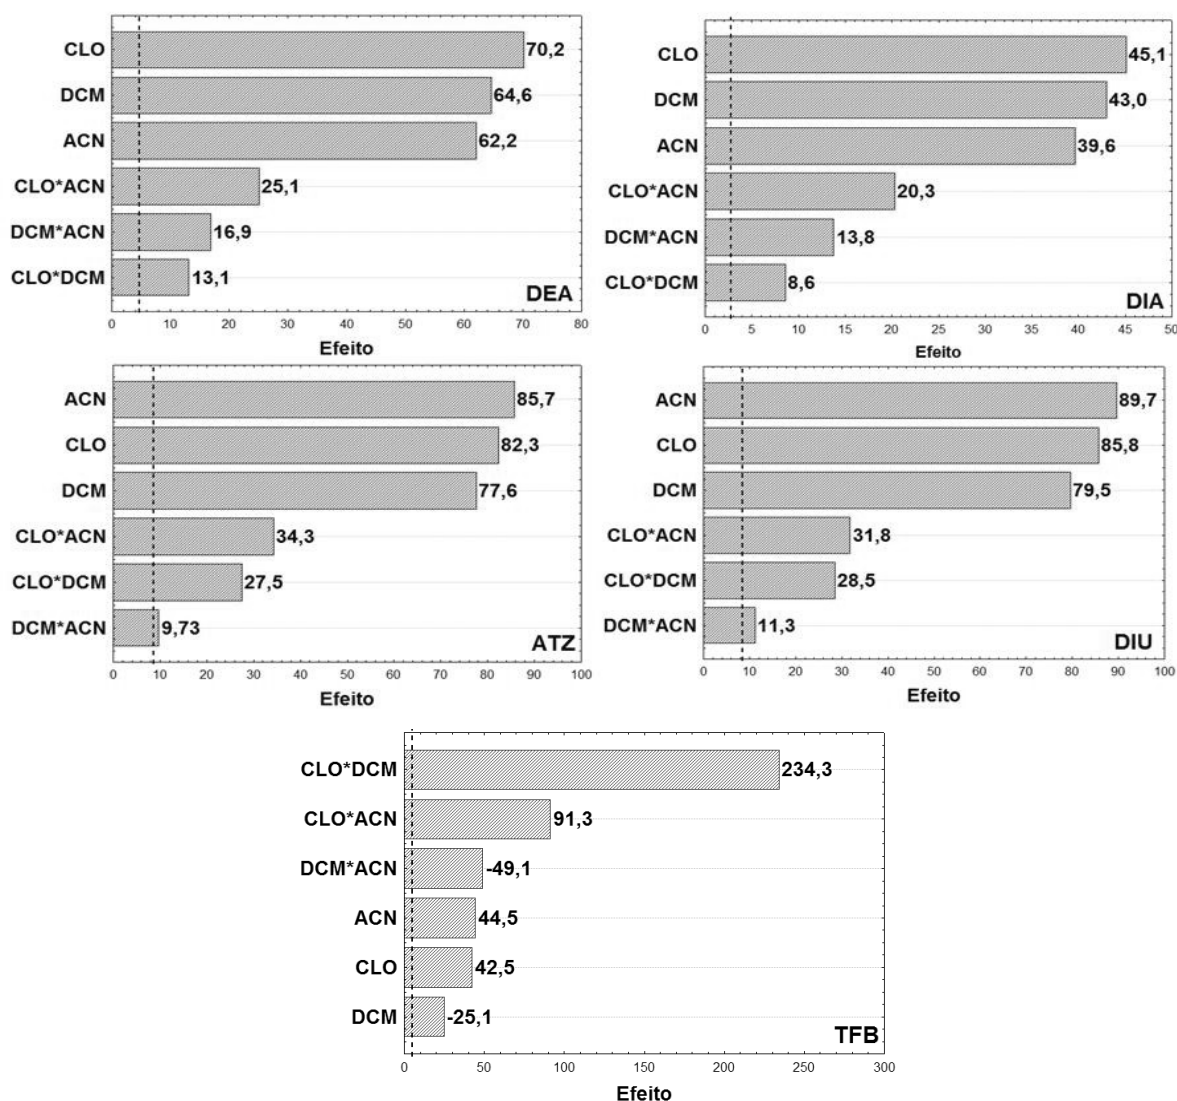 CLO 70,2
DCM 64,6
ACN 62,2
CLO*ACN 25,1
DCM*ACN 16,9
CLO*DCM 13,1
DEA
0 10 20 30 40 50 60 70 80
Efeito
CLO 45,1
DCM 43,0
ACN 39,6
CLO*ACN 20,3
DCM*ACN 13,8
CLO*DCM 8,6
DIA
0 5 10 15 20 25 30 35 40 45 50
Efeito
ACN 85,7
CLO 82,3
DCM 77,6
CLO*ACN 34,3
CLO*DCM 27,5
DCM*ACN 9,73
ATZ
0 10 20 30 40 50 60 70 80 90 100
Efeito
ACN 89,7
CLO 85,8
DCM 79,5
CLO*ACN 31,8
CLO*DCM 28,5
DCM*ACN 11,3
DIU
0 10 20 30 40 50 60 70 80 90 100
Efeito
CLO*DCM 234,3
CLO*ACN 91,3
DCM*ACN -49,1
ACN 44,5
CLO 42,5
DCM -25,1
TFB
0 50 100 150 200 250 300
Efeito